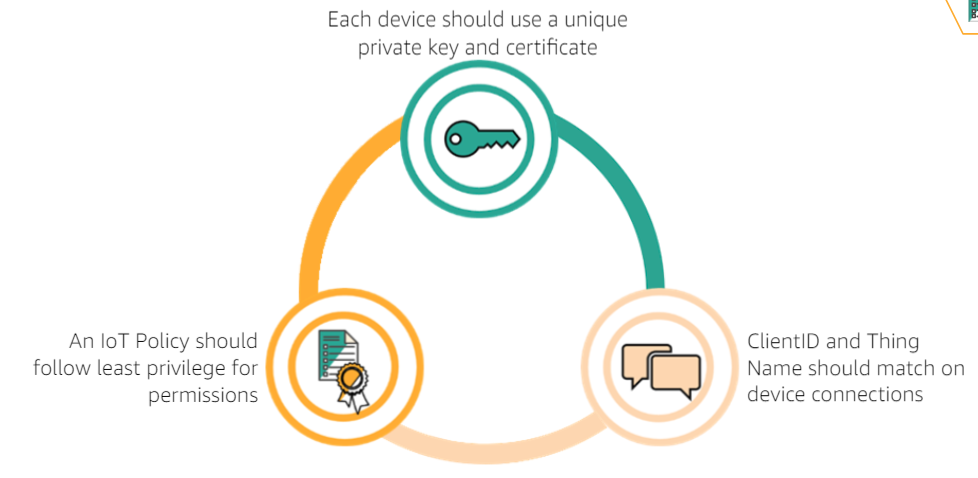 Each device should use a unique
private key and certificate
An IoT Policy should
follow least privilege for
permissions
ClientID and Thing
Name should match on
device connections